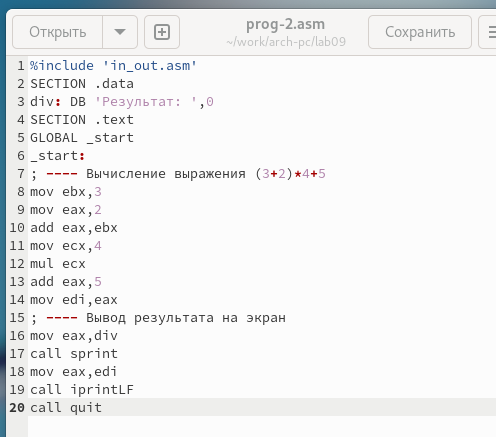 Открыть
prog-2.asm
~/work/arch-pc/lab09
Сохранить
1 %include 'in_out.asm'
2 SECTION .data
3 div: DB 'Результат: ',0
4 SECTION .text
5 GLOBAL _start
6 _start:
7 ; ---- Вычисление выражения (3+2)*4+5
8 mov ebx,3
9 mov eax,2
10 add eax,ebx
11 mov ecx,4
12 mul ecx
13 add eax,5
14 mov edi,eax
15 ; ---- Вывод результата на экран
16 mov eax,div
17 call sprint
18 mov eax,edi
19 call iprintLF
20 call quit